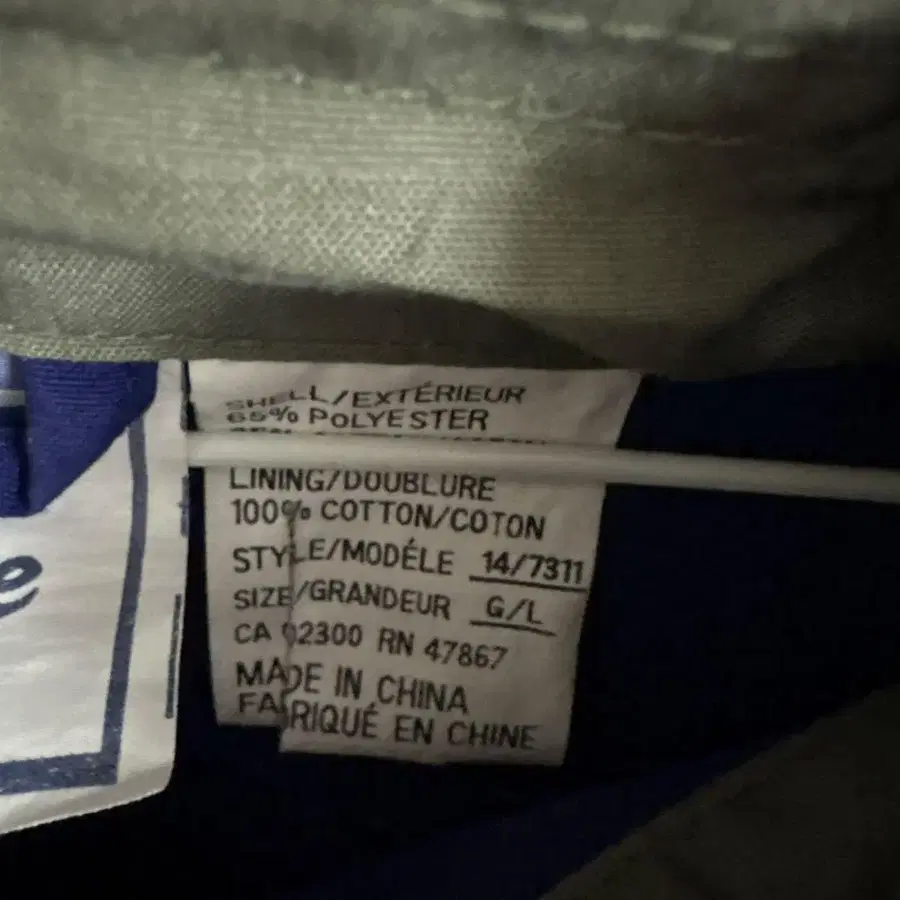 SHELL/EXTÉRIEUR
65% POLYESTER
LINING/DOUBLURE
100% COTTON/COTON
STYLE/MODÉLE 14/7311
SIZE/GRANDEUR G/L
CA 02300 RN 47867
MADE IN CHINA
FABRIQUÉ EN CHINE
e